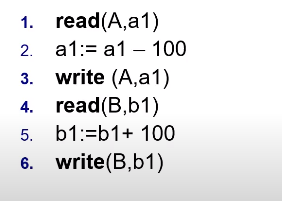 1. read(A,a1)
2. a1:= a1 – 100
3. write (A,a1)
4. read(B,b1)
5. b1:=b1+ 100
6. write(B,b1)